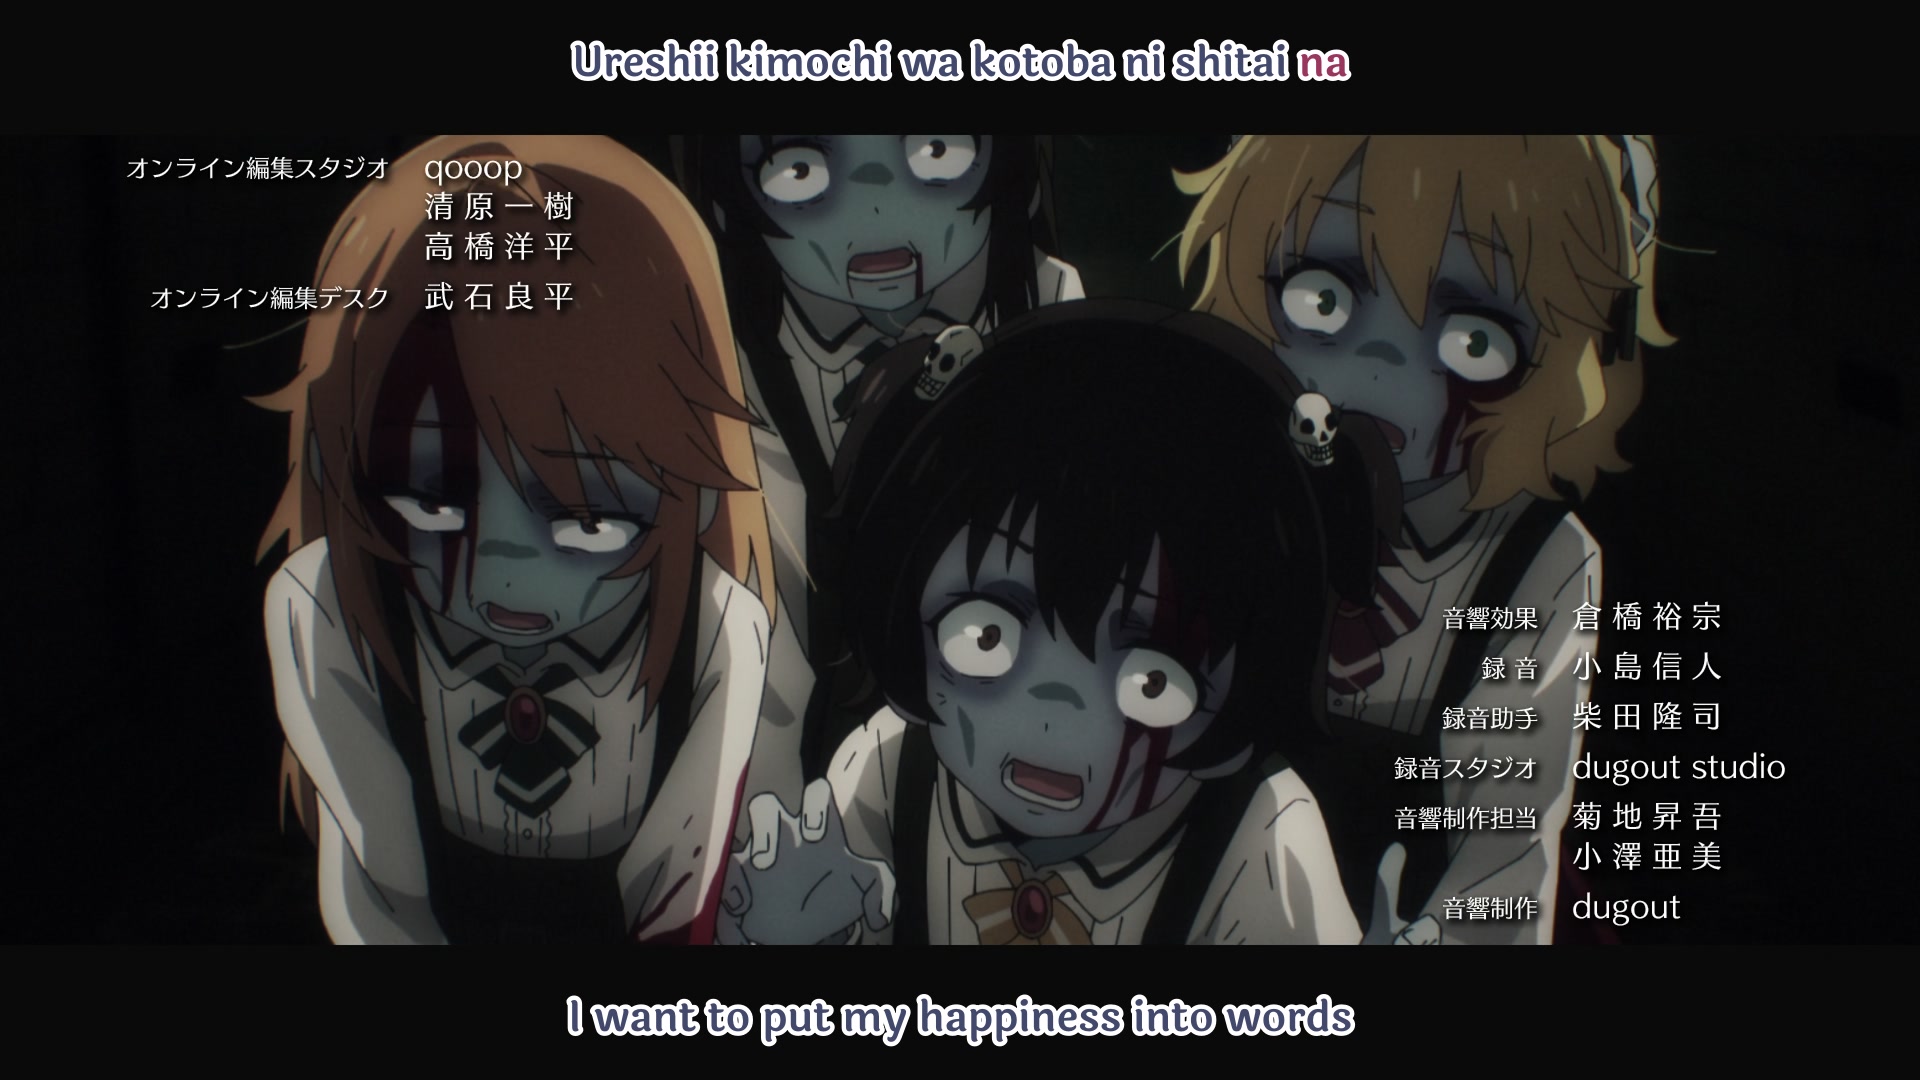 Ureshii kimochi wa kotoba ni shitai na
オンライン編集スタジオ qooop
清原一樹
高橋洋平
オンライン編集デスク 武石良平
音響効果 倉橋裕宗
録音 小島信人
録音助手 柴田隆司
録音スタジオ dugout studio
音響制作担当 菊地昇吾
小澤亜美
音響制作 dugout
I want to put my happiness into words